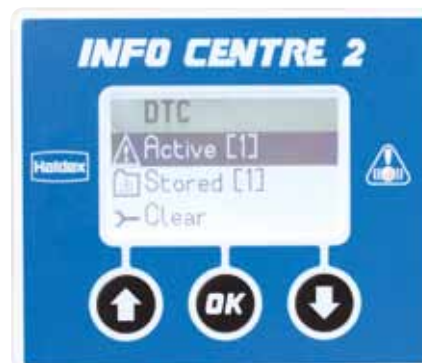 INFO CENTRE 2
DTC
Active [1]
Haldex
Stored [1]
Clear
OK